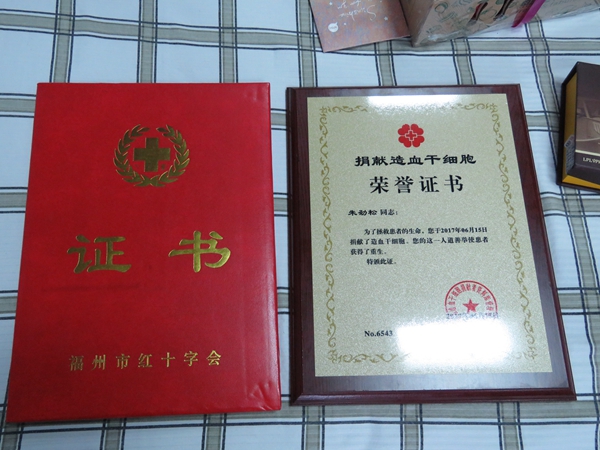 证书
福州市红十字会
捐献造血干细胞
荣誉证书
朱劲松 同志:
为了拯救患者的生命，您于2017年06月15日
捐献了造血干细胞。您的这一人道善举使患者
获得了重生。
特颁此证。
No.6543